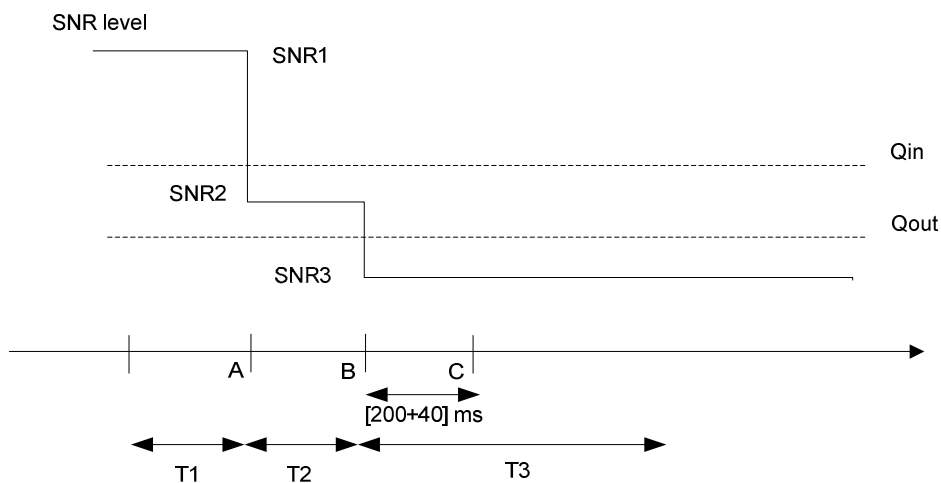 SNR level
SNR1
Qin
SNR2
Qout
SNR3
A
B
C
[200+40] ms
T1
T2
T3